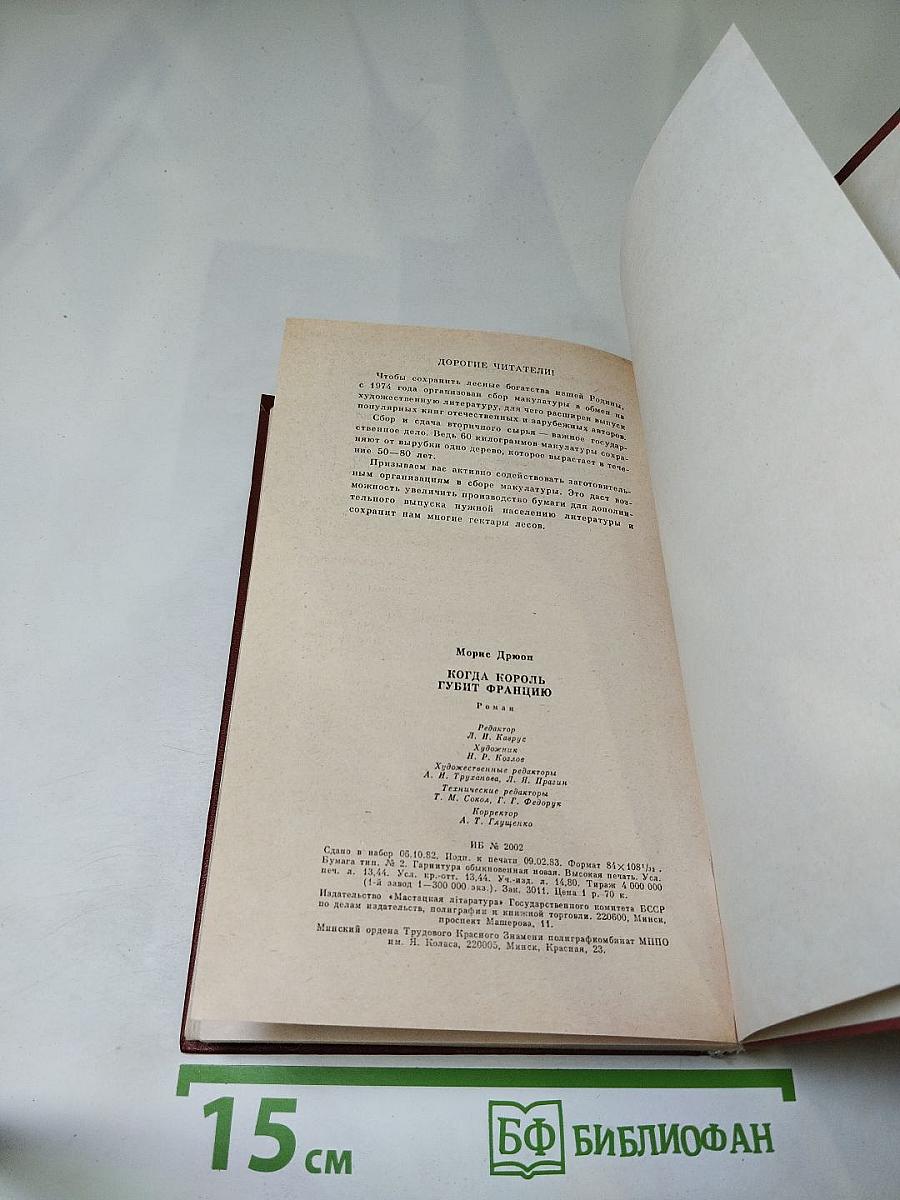 ДОРОГИЕ ЧИТАТЕЛИ!
Чтобы сохранить лесные богатства нашей Родины,
с 1974 года организован сбор макулатуры в обмен на
художественную литературу, для чего расширен выпуск
популярных книг отечественных и зарубежных авторов.
Сбор и сдача вторичного сырья — важное государ-
ственное дело. Ведь 60 килограммов макулатуры сохра-
няют от вырубки одно дерево, которое вырастает в тече-
ние 50—80 лет.
Призываем вас активно содействовать заготовитель-
ным организациям в сборе макулатуры. Это даст воз-
можность увеличить производство бумаги для дополни-
тельного выпуска нужной населению литературы и
сохранит нам многие гектары лесов.
Морис Дрюон
КОГДА КОРОЛЬ
ГУБИТ ФРАНЦИЮ
Роман
Редактор
Л. И. Каврус
Художник
Н. Р. Козлов
Художественные редакторы
А. И. Труханова, Л. Я. Прагин
Технические редакторы
Т. М. Сокол, Г. Г. Федорук
Корректор
А. Т. Глущенко
ИБ № 2002
Сдано в набор 06.10.82. Подп. к печати 09.02.83. Формат 84×108¹/₃₂.
Бумага тип. № 2. Гарнитура обыкновенная новая. Высокая печать. Усл.
печ. л. 13,44. Усл. кр.-отт. 13,44. Уч.-изд. л. 14,80. Тираж 4 000 000
(1-й завод 1—300 000 экз.). Зак. 3011. Цена 1 р. 70 к.
Издательство «Мастацкая літаратура» Государственного комитета БССР
по делам издательств, полиграфии и книжной торговли. 220600, Минск,
проспект Машерова, 11.
Минский ордена Трудового Красного Знамени полиграфкомбинат МППО
им. Я. Коласа, 220005, Минск, Красная, 23.
15 см
БФ БИБЛИОФАН